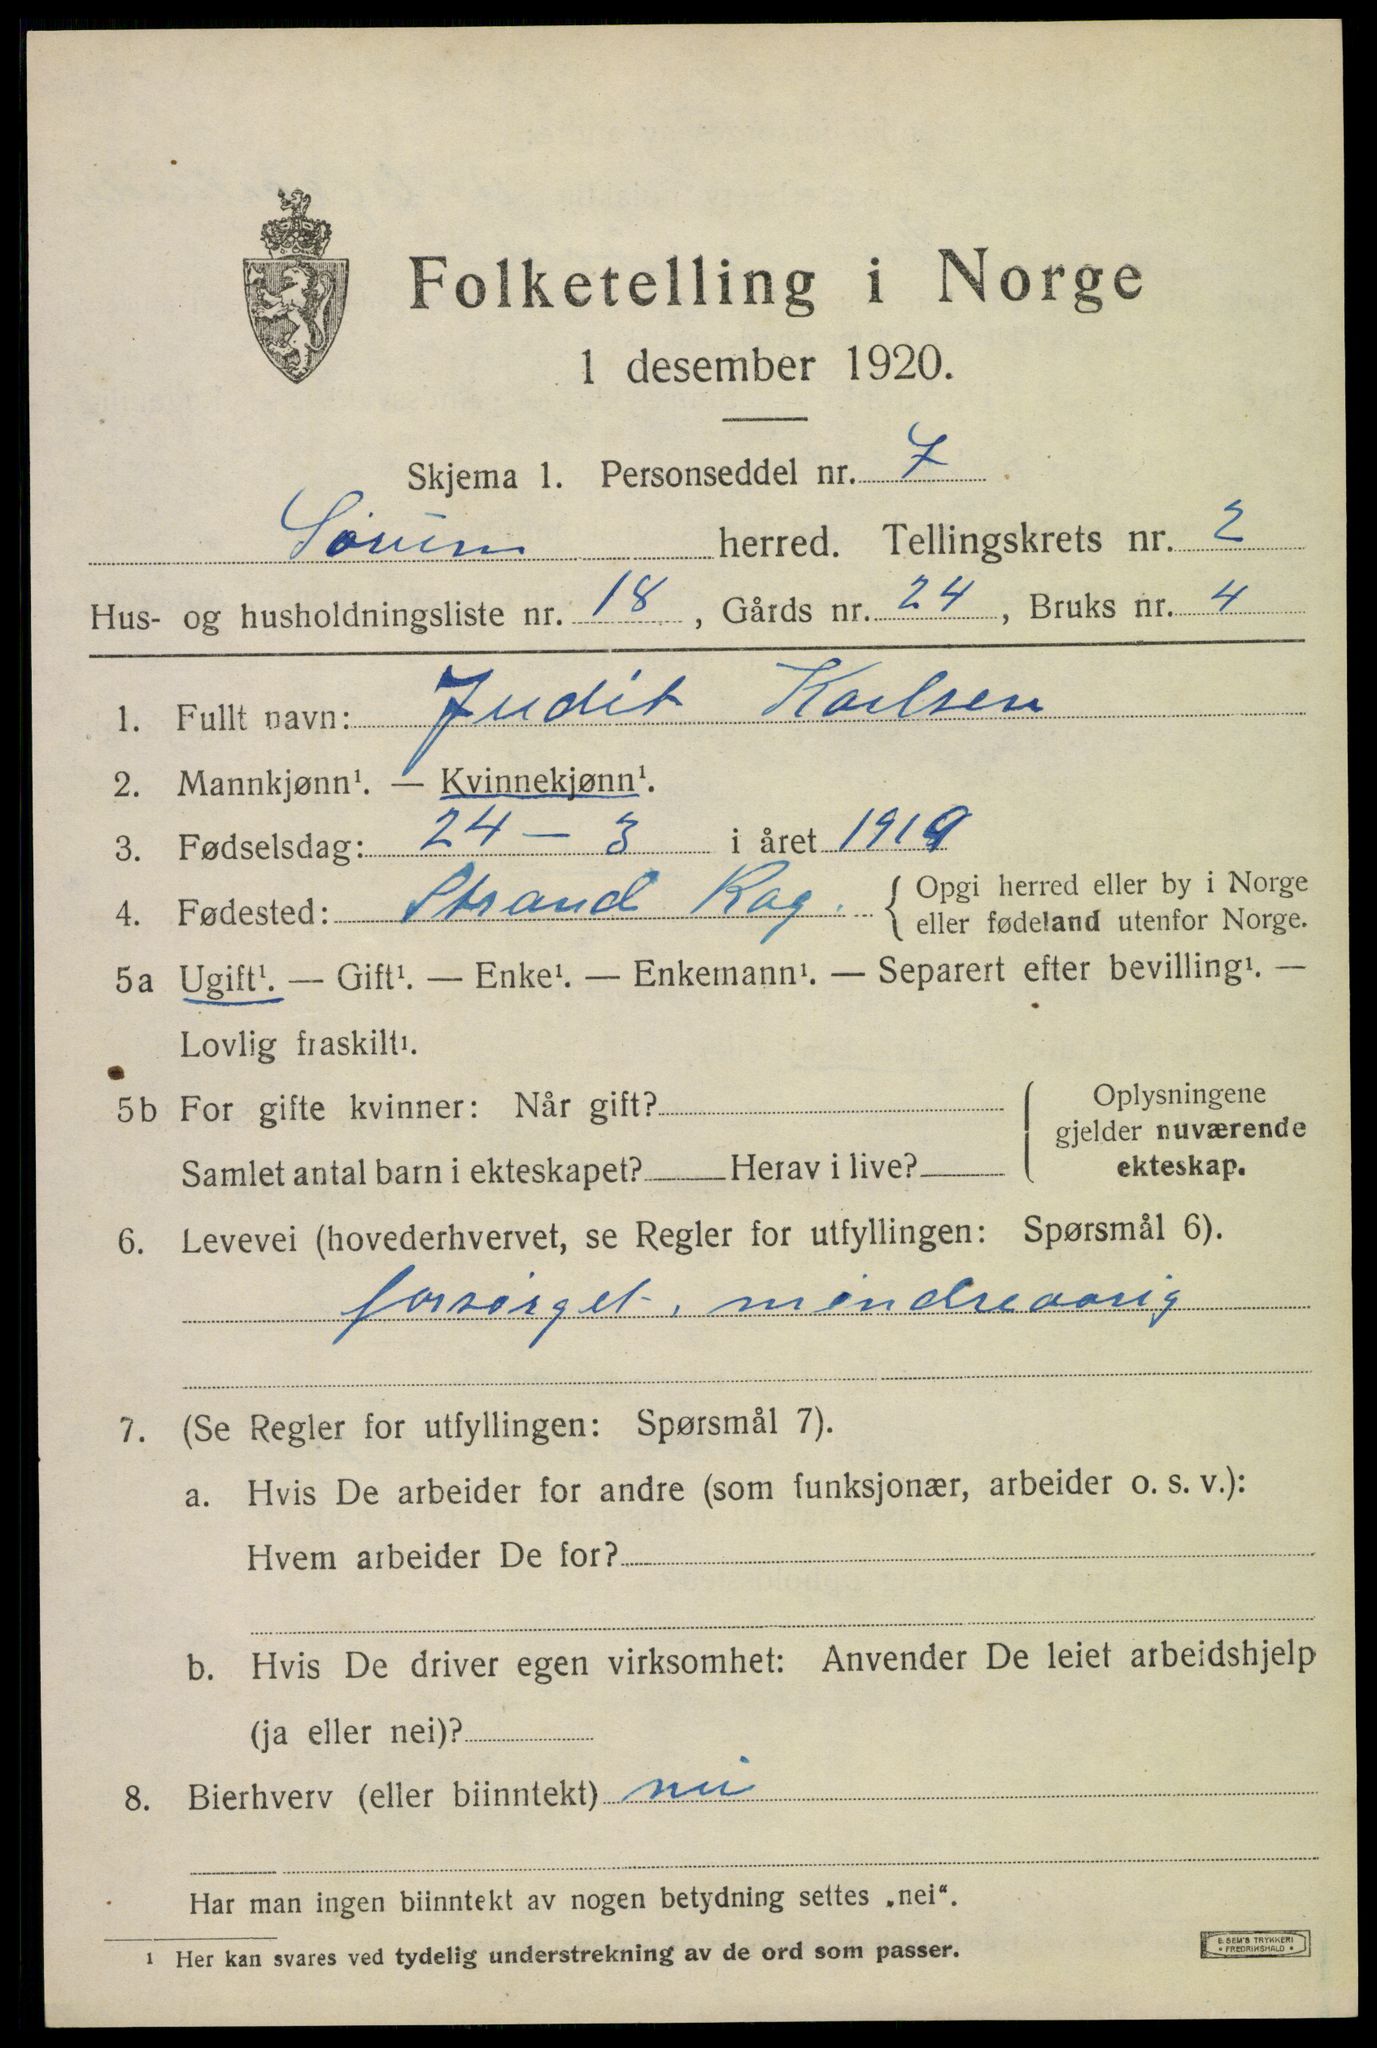 Folketelling i Norge
1 desember 1920.
Skjema 1. Personseddel nr. 7
Sørum herred. Tellingskrets nr. 2
Hus- og husholdningsliste nr. 18, Gårds nr. 24, Bruks nr. 4
1. Fullt navn: Judit Karlsen
2. Mannkjønn¹. — Kvinnekjønn¹.
3. Fødselsdag: 24 – 3 i året 1919
4. Fødested: Strand Rog. { Opgi herred eller by i Norge
eller fødeland utenfor Norge.
5a Ugift¹. — Gift¹. — Enke¹. — Enkemann¹. — Separert efter bevilling¹. —
Lovlig fraskilt¹.
5b For gifte kvinner: Når gift?
Samlet antal barn i ekteskapet? Herav i live?
Oplysningene
gjelder nuværende
ekteskap.
6. Levevei (hovederhvervet, se Regler for utfyllingen: Spørsmål 6).
forsørget, mindreaarig
7. (Se Regler for utfyllingen: Spørsmål 7).
a. Hvis De arbeider for andre (som funksjonær, arbeider o. s. v.):
Hvem arbeider De for?
b. Hvis De driver egen virksomhet: Anvender De leiet arbeidshjelp
(ja eller nei)?
8. Bierhverv (eller biinntekt) nei
Har man ingen biinntekt av nogen betydning settes „nei“.
¹ Her kan svares ved tydelig understrekning av de ord som passer.
E. SEM'S TRYKKERI
• FREDRIKSHALD •